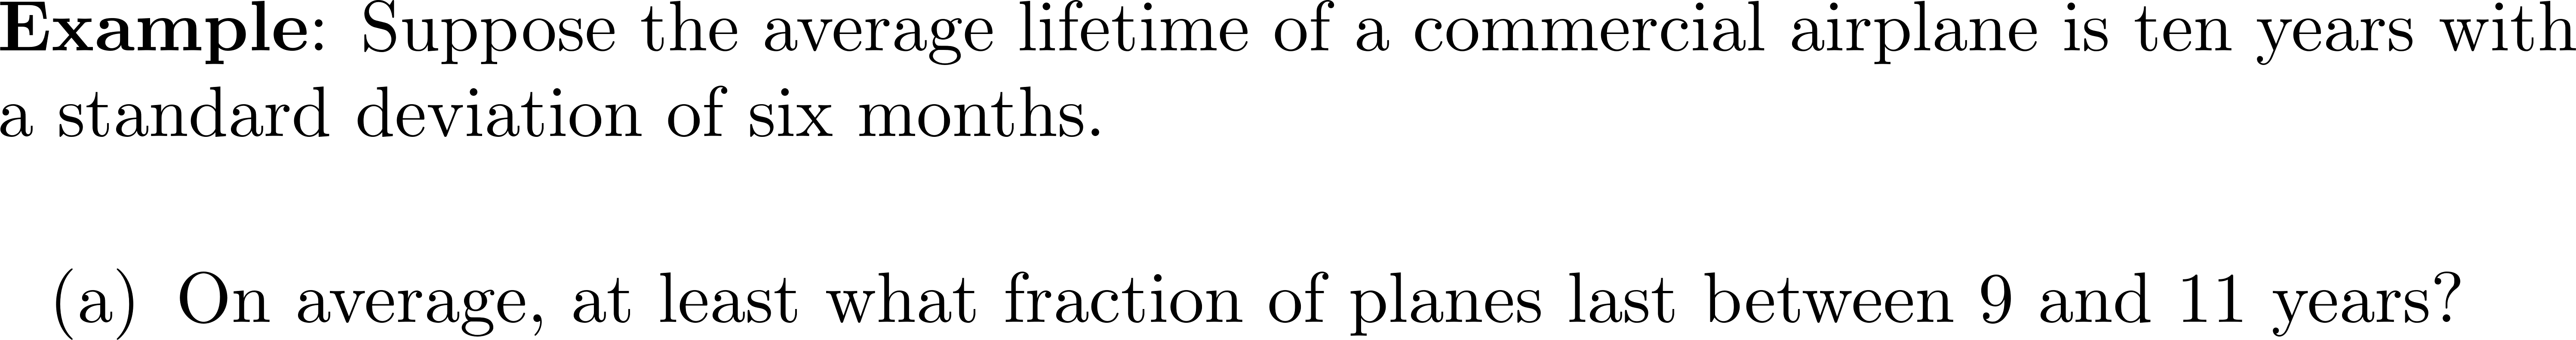 Example: Suppose the average lifetime of a commercial airplane is ten years with
a standard deviation of six months.
(a) On average, at least what fraction of planes last between 9 and 11 years?